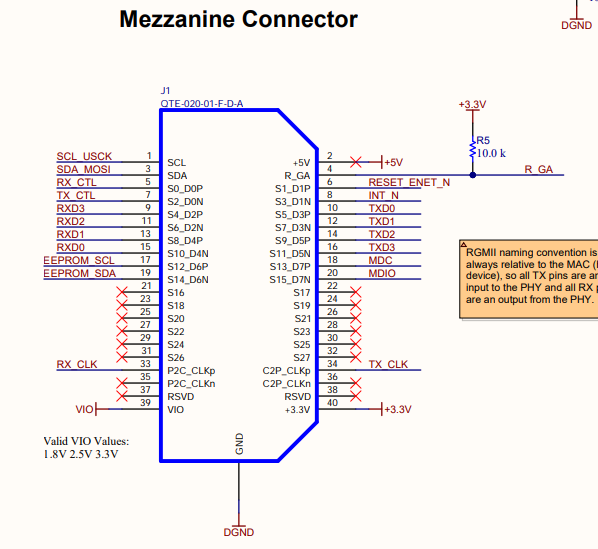 Mezzanine Connector
DGND
J1
QTE-020-01-F-D-A
+3.3V
R5
10.0 k
R_GA
SCL_USCK 1 SCL +5V 2 +5V
SDA_MOSI 3 SDA R_GA 4
RX_CTL 5 S0_D0P S1_D1P 6 RESET_ENET_N
TX_CTL 7 S2_D0N S3_D1N 8 INT_N
RXD3 9 S4_D2P S5_D3P 10 TXD0
RXD2 11 S6_D2N S7_D3N 12 TXD1
RXD1 13 S8_D4P S9_D5P 14 TXD2
RXD0 15 S10_D4N S11_D5N 16 TXD3
EEPROM_SCL 17 S12_D6P S13_D7P 18 MDC
EEPROM_SDA 19 S14_D6N S15_D7N 20 MDIO
21 S16 S17 22
23 S18 S19 24
25 S20 S21 26
27 S22 S23 28
29 S24 S25 30
31 S26 S27 32
RX_CLK 33 P2C_CLKp C2P_CLKp 34 TX_CLK
35 P2C_CLKn C2P_CLKn 36
37 RSVD RSVD 38
VIO 39 VIO +3.3V 40 +3.3V
GND
DGND
Valid VIO Values:
1.8V 2.5V 3.3V
RGMII naming convention is
always relative to the MAC (
device), so all TX pins are a
input to the PHY and all RX
are an output from the PHY.